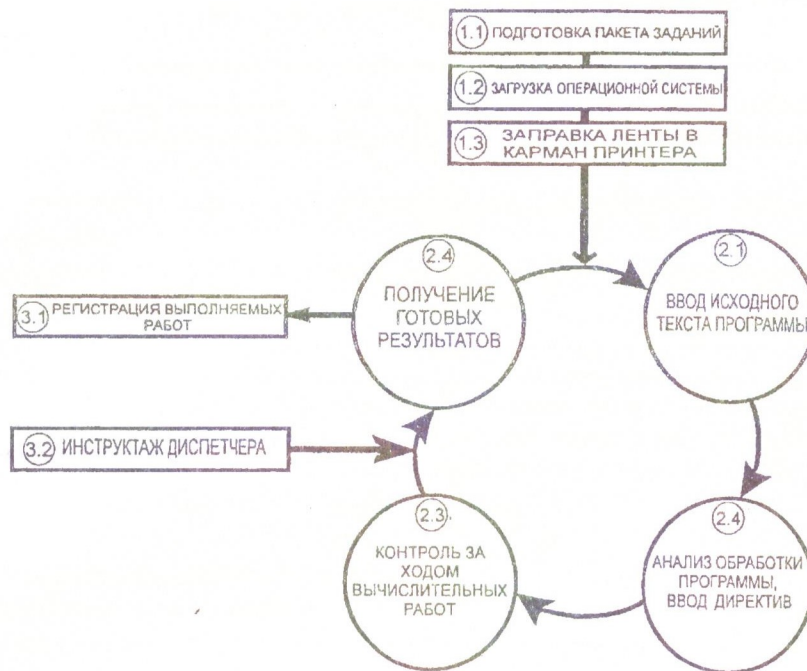 1.1 ПОДГОТОВКА ПАКЕТА ЗАДАНИЙ
1.2 ЗАГРУЗКА ОПЕРАЦИОННОЙ СИСТЕМЫ
1.3 ЗАПРАВКА ЛЕНТЫ В
КАРМАН ПРИНТЕРА
2.4
ПОЛУЧЕНИЕ
ГОТОВЫХ
РЕЗУЛЬТАТОВ
2.1
ВВОД ИСХОДНОГО
ТЕКСТА ПРОГРАММЫ
3.1 РЕГИСТРАЦИЯ ВЫПОЛНЯЕМЫХ
РАБОТ
3.2 ИНСТРУКТАЖ ДИСПЕТЧЕРА
2.3.
КОНТРОЛЬ ЗА
ХОДОМ
ВЫЧИСЛИТЕЛЬНЫХ
РАБОТ
2.4
АНАЛИЗ ОБРАБОТКИ
ПРОГРАММЫ,
ВВОД ДИРЕКТИВ